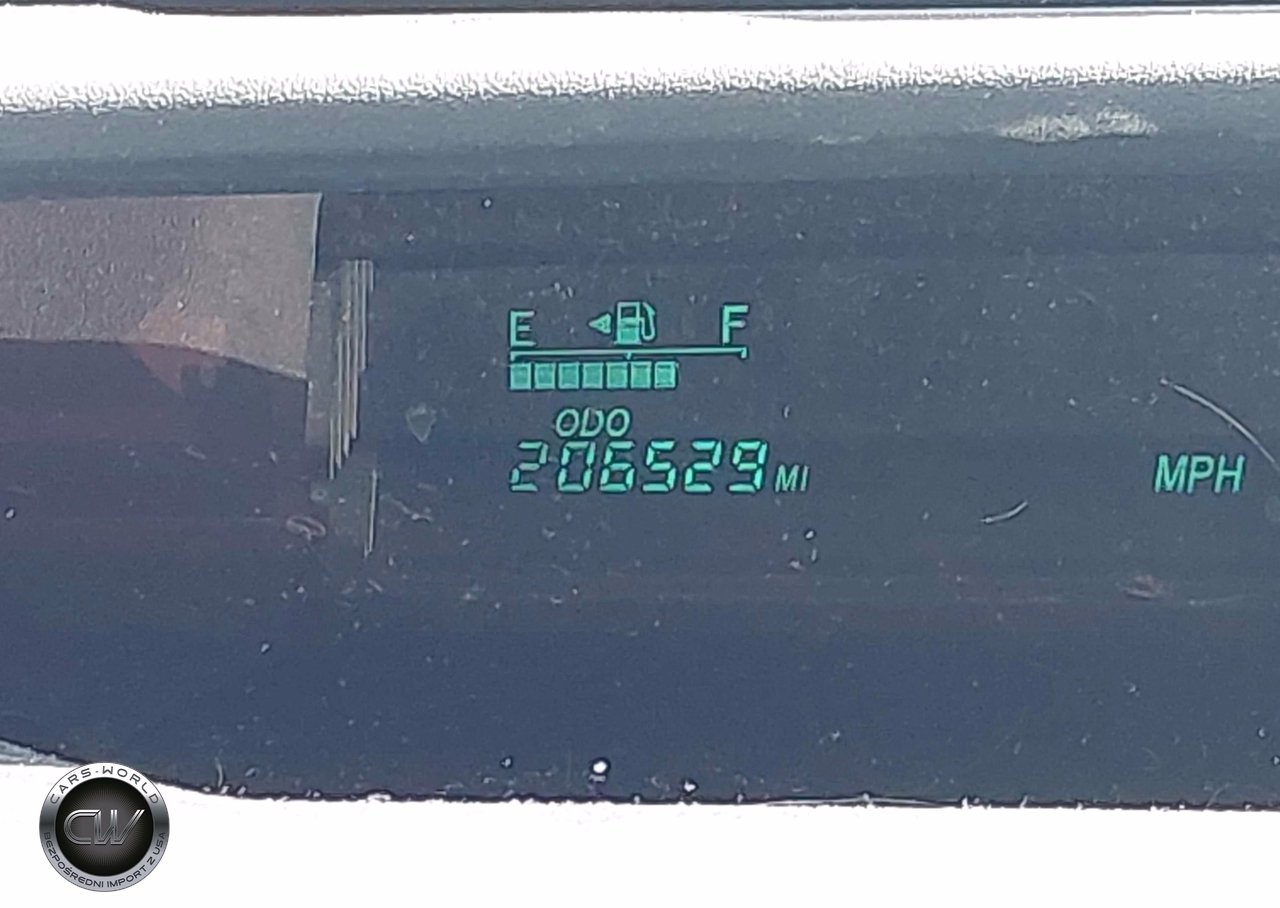 E F
ODO
206529 MI
MPH
CARS-WORLD
CW
BEZPOŚREDNI IMPORT Z USA